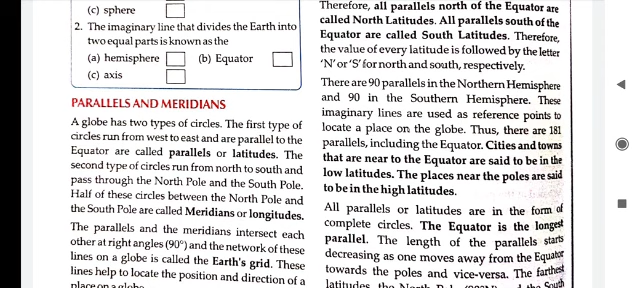 (c) sphere
2. The imaginary line that divides the Earth into
two equal parts is known as the
(a) hemisphere (b) Equator
(c) axis
PARALLELS AND MERIDIANS
A globe has two types of circles. The first type of
circles run from west to east and are parallel to the
Equator are called parallels or latitudes. The
second type of circles run from north to south and
pass through the North Pole and the South Pole.
Half of these circles between the North Pole and
the South Pole are called Meridians or longitudes.
The parallels and the meridians intersect each
other at right angles (90°) and the network of these
lines on a globe is called the Earth's grid. These
lines help to locate the position and direction of a
place on a globe
Therefore, all parallels north of the Equator are
called North Latitudes. All parallels south of the
Equator are called South Latitudes. Therefore,
the value of every latitude is followed by the letter
'N' or 'S' for north and south, respectively.
There are 90 parallels in the Northern Hemisphere
and 90 in the Southern Hemisphere. These
imaginary lines are used as reference points to
locate a place on the globe. Thus, there are 181
parallels, including the Equator. Cities and towns
that are near to the Equator are said to be in the
low latitudes. The places near the poles are said
to be in the high latitudes.
All parallels or latitudes are in the form of
complete circles. The Equator is the longest
parallel. The length of the parallels starts
decreasing as one moves away from the Equator
towards the poles and vice-versa. The farthest
latitudes the North the South